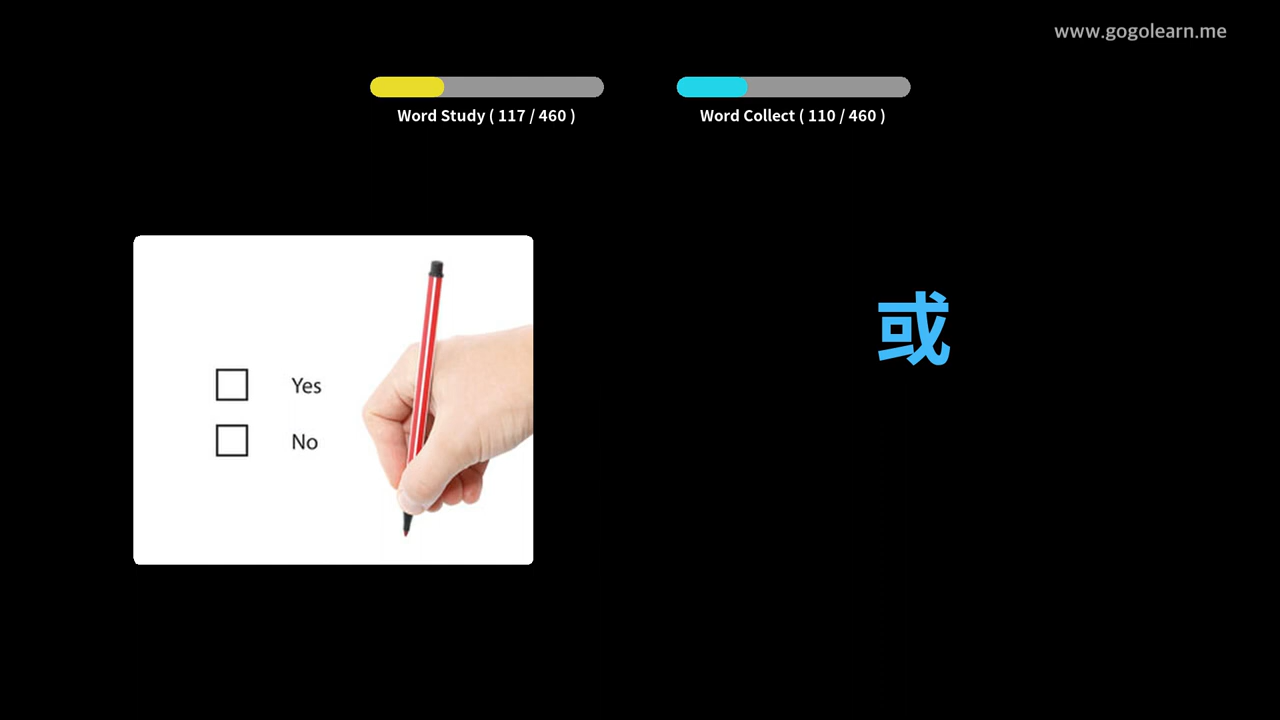 www.gogolearn.me
Word Study ( 117 / 460 )
Word Collect ( 110 / 460 )
或
Yes
No